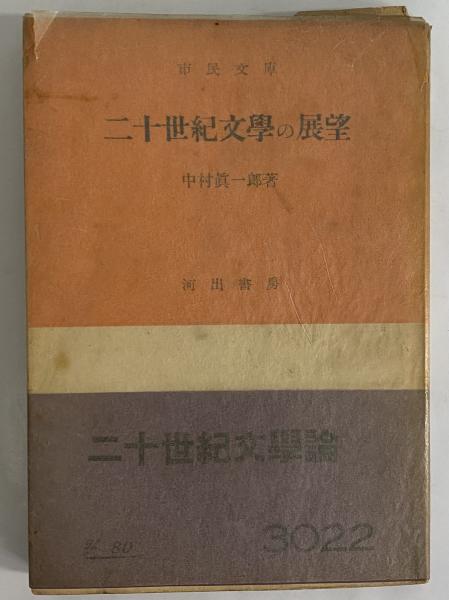 市民文庫
二十世紀文學の展望
中村眞一郎著
河出書房
二十世紀文學論
3022
80